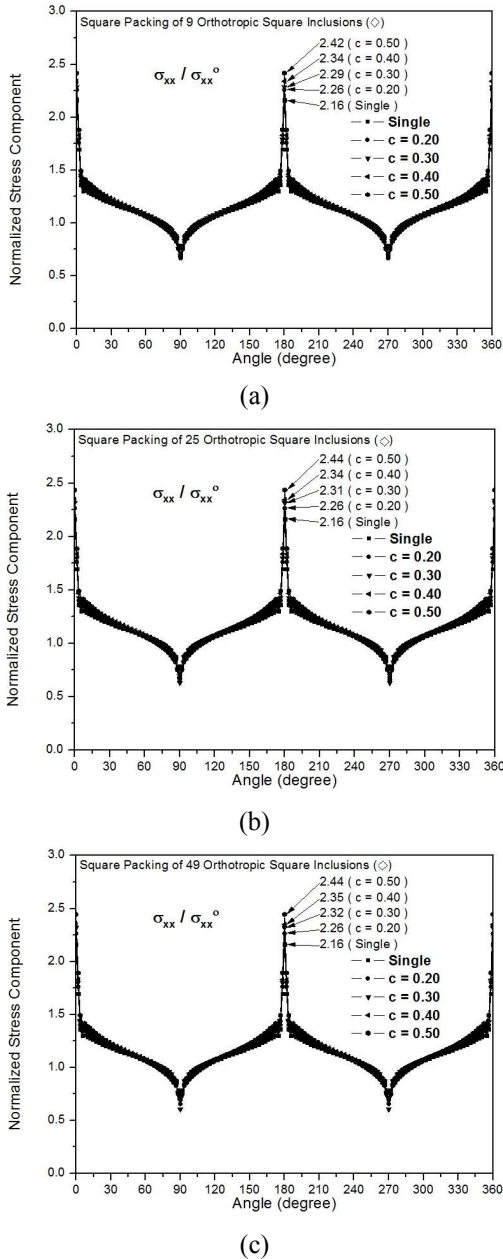 Square Packing of 9 Orthotropic Square Inclusions (◇)
σxx / σxxº
2.42 ( c = 0.50 )
2.34 ( c = 0.40 )
2.29 ( c = 0.30 )
2.26 ( c = 0.20 )
2.16 ( Single )
Single
c = 0.20
c = 0.30
c = 0.40
c = 0.50
Normalized Stress Component
3.0
2.5
2.0
1.5
1.0
0.5
0.0
0 30 60 90 120 150 180 210 240 270 300 330 360
Angle (degree)
(a)
Square Packing of 25 Orthotropic Square Inclusions (◇)
σxx / σxxº
2.44 ( c = 0.50 )
2.34 ( c = 0.40 )
2.31 ( c = 0.30 )
2.26 ( c = 0.20 )
2.16 ( Single )
Single
c = 0.20
c = 0.30
c = 0.40
c = 0.50
Normalized Stress Component
3.0
2.5
2.0
1.5
1.0
0.5
0.0
0 30 60 90 120 150 180 210 240 270 300 330 360
Angle (degree)
(b)
Square Packing of 49 Orthotropic Square Inclusions (◇)
σxx / σxxº
2.44 ( c = 0.50 )
2.35 ( c = 0.40 )
2.32 ( c = 0.30 )
2.26 ( c = 0.20 )
2.16 ( Single )
Single
c = 0.20
c = 0.30
c = 0.40
c = 0.50
Normalized Stress Component
3.0
2.5
2.0
1.5
1.0
0.5
0.0
0 30 60 90 120 150 180 210 240 270 300 330 360
Angle (degree)
(c)